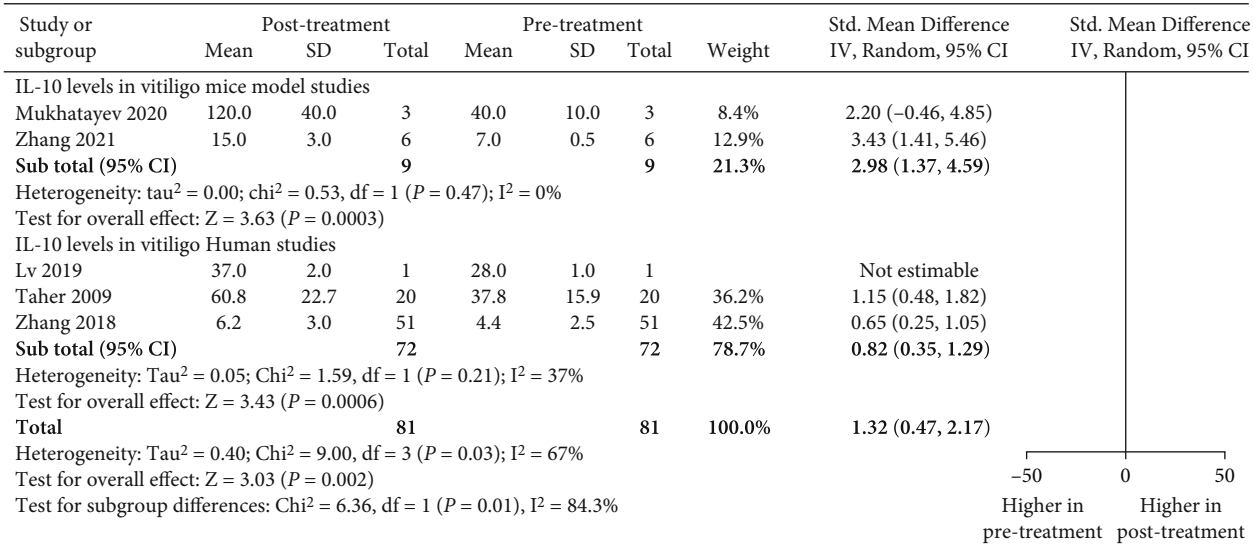 Study or subgroup Post-treatment Pre-treatment Weight Std. Mean Difference IV, Random, 95% CI Std. Mean Difference IV, Random, 95% CI
Mean SD Total Mean SD Total
IL-10 levels in vitiligo mice model studies
Mukhatayev 2020 120.0 40.0 3 40.0 10.0 3 8.4% 2.20 (–0.46, 4.85)
Zhang 2021 15.0 3.0 6 7.0 0.5 6 12.9% 3.43 (1.41, 5.46)
Sub total (95% CI) 9 9 21.3% 2.98 (1.37, 4.59)
Heterogeneity: tau² = 0.00; chi² = 0.53, df = 1 (P = 0.47); I² = 0%
Test for overall effect: Z = 3.63 (P = 0.0003)
IL-10 levels in vitiligo Human studies
Lv 2019 37.0 2.0 1 28.0 1.0 1 Not estimable
Taher 2009 60.8 22.7 20 37.8 15.9 20 36.2% 1.15 (0.48, 1.82)
Zhang 2018 6.2 3.0 51 4.4 2.5 51 42.5% 0.65 (0.25, 1.05)
Sub total (95% CI) 72 72 78.7% 0.82 (0.35, 1.29)
Heterogeneity: Tau² = 0.05; Chi² = 1.59, df = 1 (P = 0.21); I² = 37%
Test for overall effect: Z = 3.43 (P = 0.0006)
Total 81 81 100.0% 1.32 (0.47, 2.17)
Heterogeneity: Tau² = 0.40; Chi² = 9.00, df = 3 (P = 0.03); I² = 67%
Test for overall effect: Z = 3.03 (P = 0.002)
Test for subgroup differences: Chi² = 6.36, df = 1 (P = 0.01), I² = 84.3%
–50 0 50
Higher in pre-treatment
Higher in post-treatment